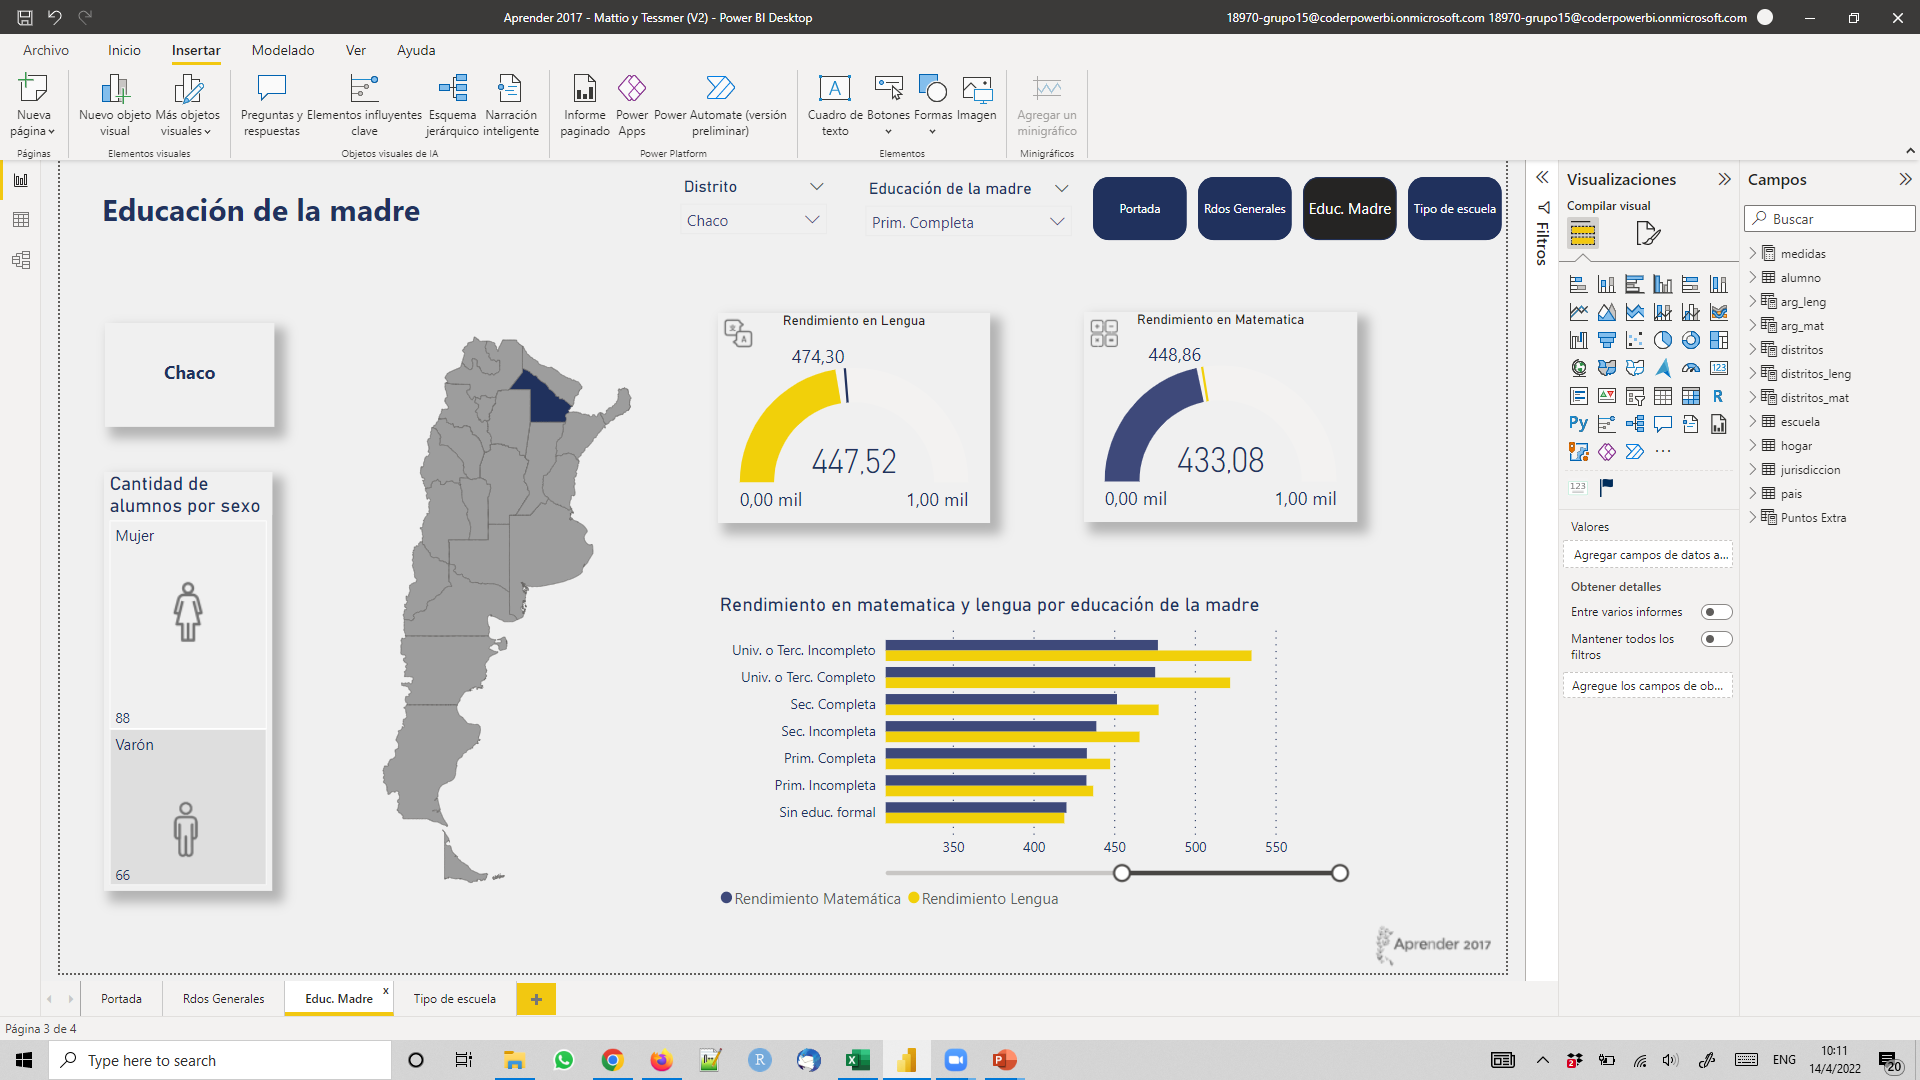 Aprender 2017 - Mattio y Tessmer (V2) - Power BI Desktop
18970-grupo15@coderpowerbi.onmicrosoft.com 18970-grupo15@coderpowerbi.onmicrosoft.com
Archivo Inicio Insertar Modelado Ver Ayuda
Nueva página
Nuevo objeto visual
Más objetos visuales
Preguntas y respuestas
Elementos influyentes clave
Esquema jerárquico
Narración inteligente
Informe paginado
Power Apps
Power Automate (versión preliminar)
Cuadro de texto
Botones
Formas
Imagen
Agregar un minigráfico
Páginas
Elementos visuales
Objetos visuales de IA
Power Platform
Elementos
Minigráficos
Educación de la madre
Distrito
Chaco
Educación de la madre
Prim. Completa
Portada
Rdos Generales
Educ. Madre
Tipo de escuela
Chaco
Cantidad de
alumnos por sexo
Mujer
88
Varón
66
Rendimiento en Lengua
474,30
447,52
0,00 mil
1,00 mil
Rendimiento en Matematica
448,86
433,08
0,00 mil
1,00 mil
Rendimiento en matematica y lengua por educación de la madre
Univ. o Terc. Incompleto
Univ. o Terc. Completo
Sec. Completa
Sec. Incompleta
Prim. Completa
Prim. Incompleta
Sin educ. formal
350 400 450 500 550
Rendimiento Matemática Rendimiento Lengua
Aprender 2017
Filtros
Visualizaciones
Compilar visual
123
R
Py
123
Valores
Agregar campos de datos a...
Obtener detalles
Entre varios informes
Mantener todos los
filtros
Agregue los campos de ob...
Campos
Buscar
medidas
alumno
arg_leng
arg_mat
distritos
distritos_leng
distritos_mat
escuela
hogar
jurisdiccion
pais
Puntos Extra
Portada Rdos Generales Educ. Madre x Tipo de escuela +
Página 3 de 4
Type here to search
ENG
10:11
14/4/2022
20